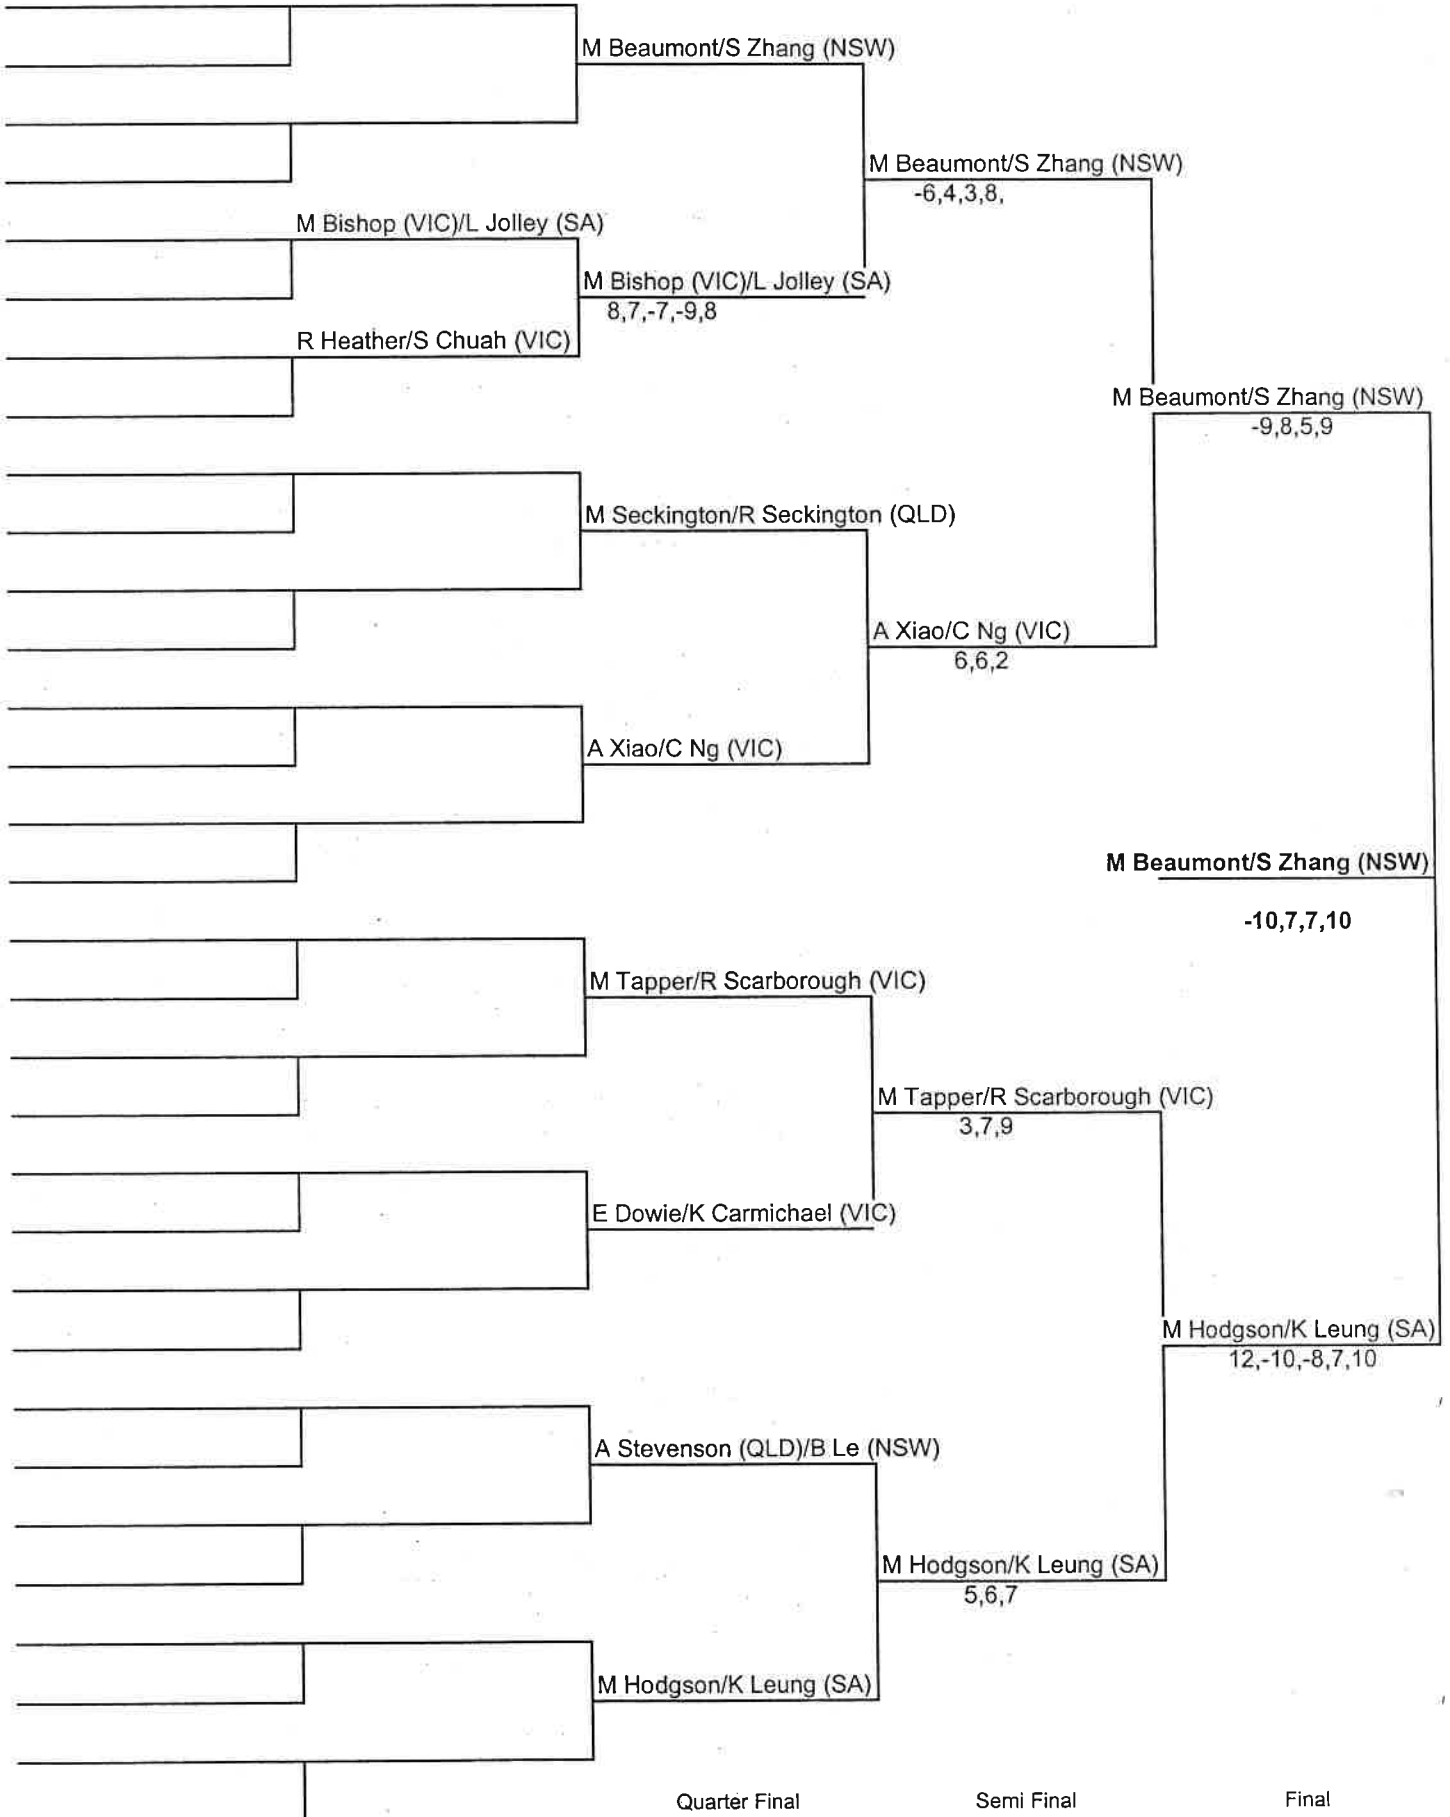 M Beaumont/S Zhang (NSW)
M Beaumont/S Zhang (NSW)
-6,4,3,8,
M Bishop (VIC)/L Jolley (SA)
M Bishop (VIC)/L Jolley (SA)
8,7,-7,-9,8
R Heather/S Chuah (VIC)
M Beaumont/S Zhang (NSW)
-9,8,5,9
M Seckington/R Seckington (QLD)
A Xiao/C Ng (VIC)
6,6,2
A Xiao/C Ng (VIC)
M Beaumont/S Zhang (NSW)
-10,7,7,10
M Tapper/R Scarborough (VIC)
M Tapper/R Scarborough (VIC)
3,7,9
E Dowie/K Carmichael (VIC)
M Hodgson/K Leung (SA)
12,-10,-8,7,10
A Stevenson (QLD)/B Le (NSW)
M Hodgson/K Leung (SA)
5,6,7
M Hodgson/K Leung (SA)
Quarter Final Semi Final Final